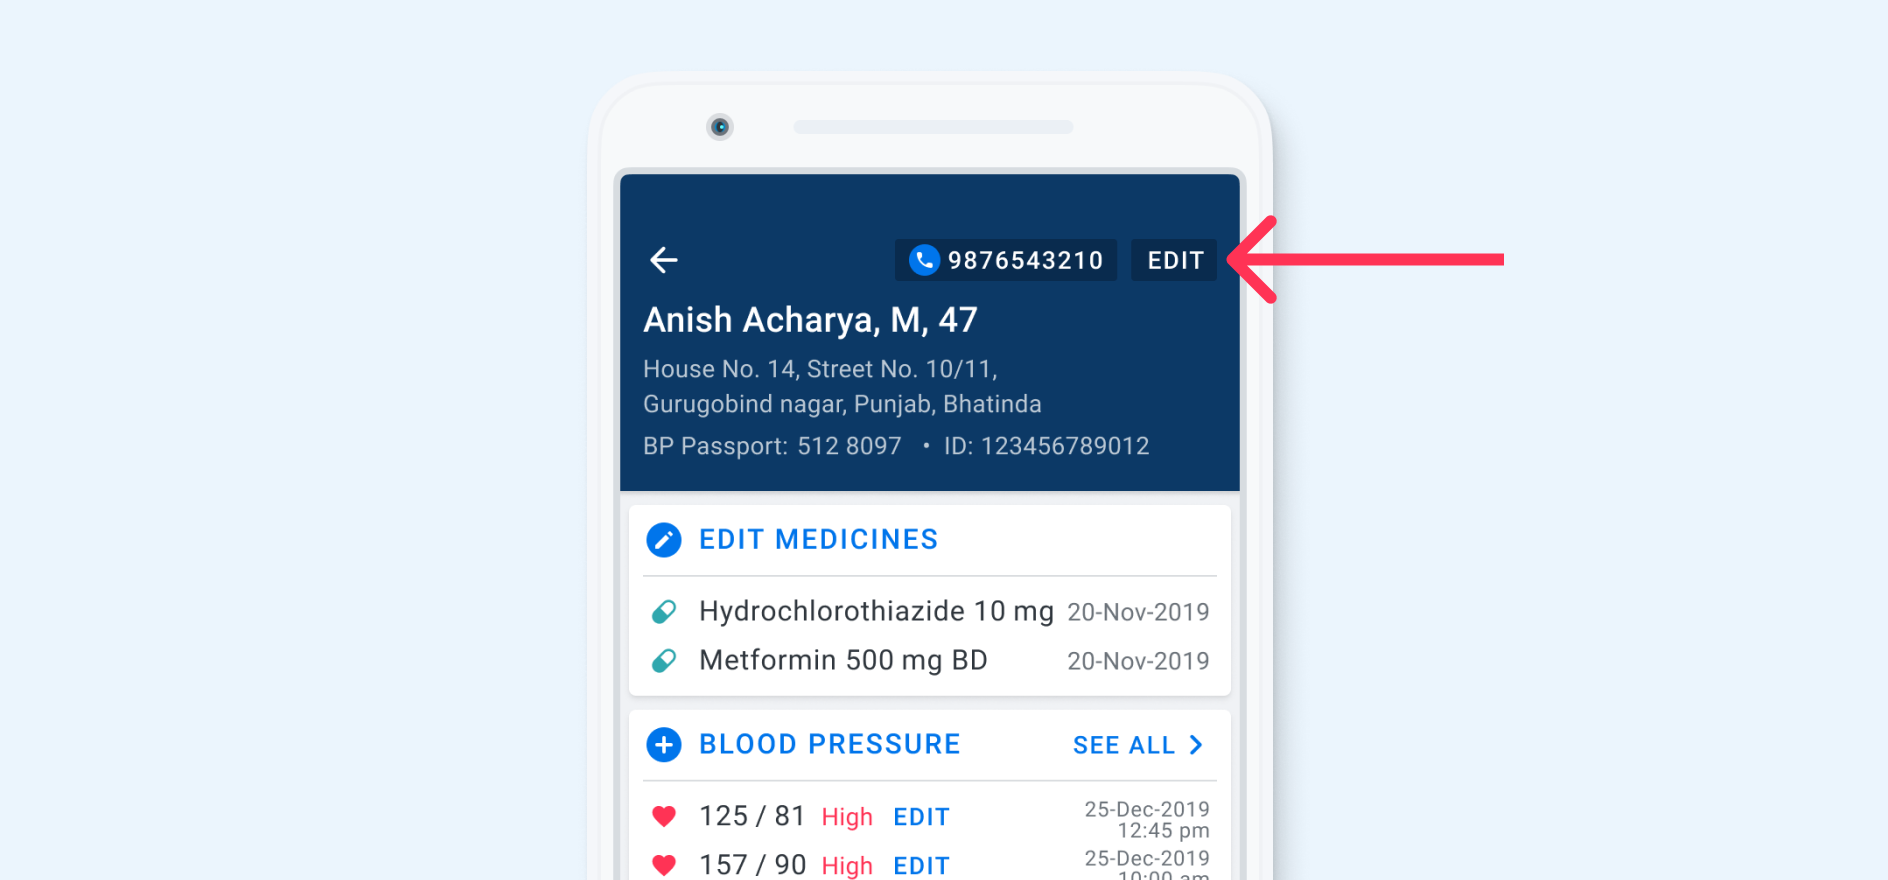 9876543210 EDIT
Anish Acharya, M, 47
House No. 14, Street No. 10/11,
Gurugobind nagar, Punjab, Bhatinda
BP Passport: 512 8097 • ID: 123456789012
EDIT MEDICINES
Hydrochlorothiazide 10 mg 20-Nov-2019
Metformin 500 mg BD 20-Nov-2019
BLOOD PRESSURE SEE ALL
125 / 81 High EDIT 25-Dec-2019
12:45 pm
157 / 90 High EDIT 25-Dec-2019
10:00 am